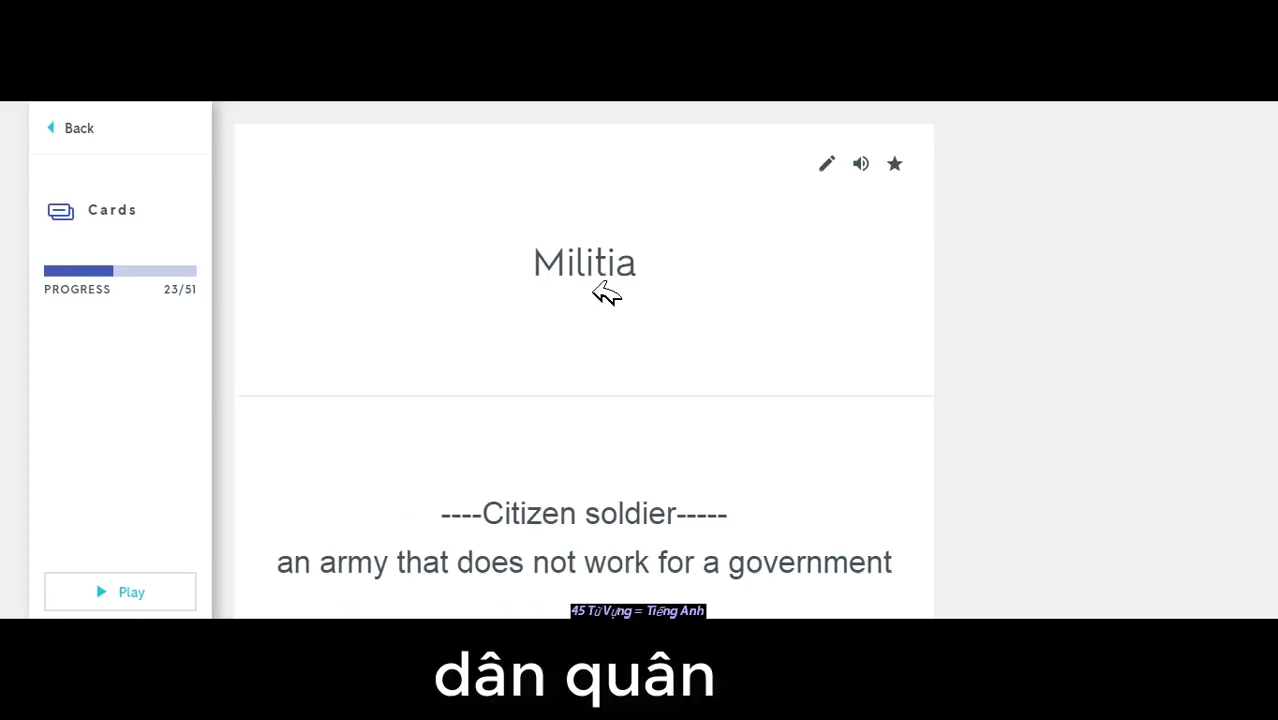 Back
Cards
PROGRESS 23/51
Play
Militia
----Citizen soldier-----
an army that does not work for a government
45 Từ Vựng = Tiếng Anh
dân quân